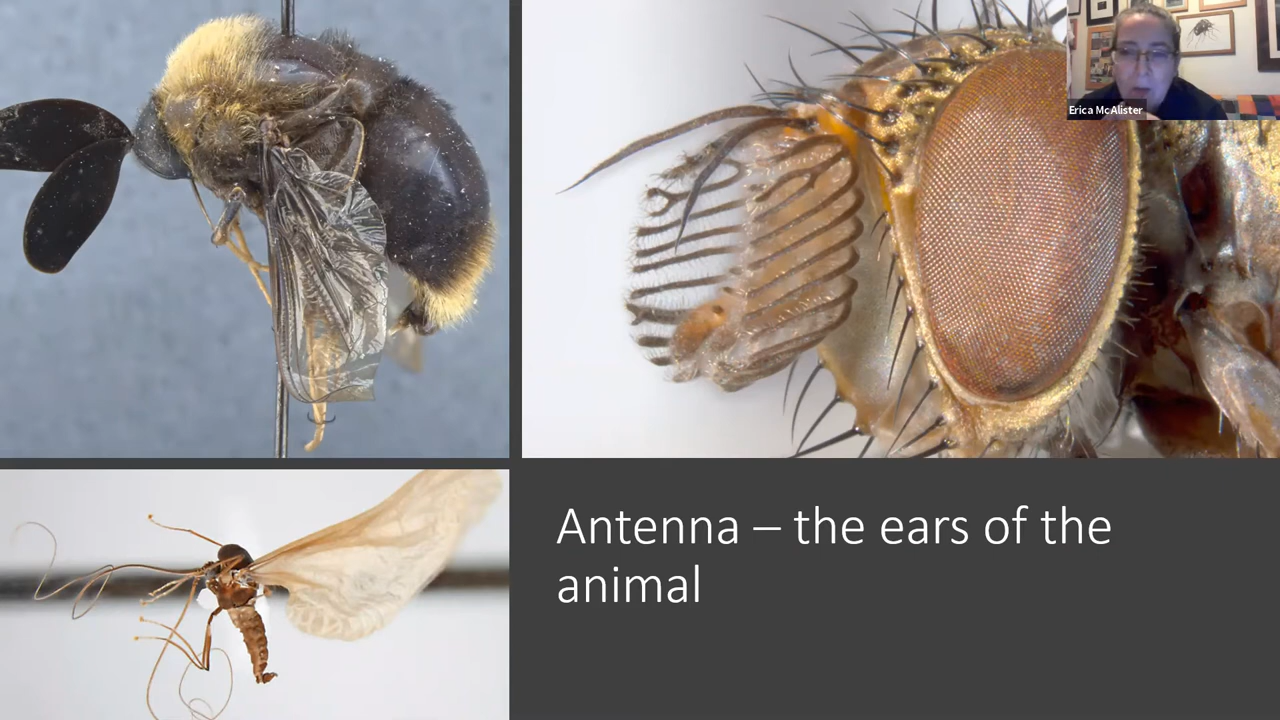 Erica McAlister
Antenna – the ears of the
animal